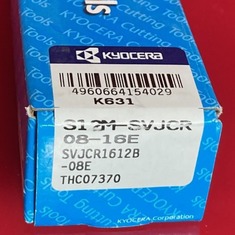 KYOCERA
4960664154029
K631
S12M-SVJCR
08-16E
SVJCR1612B
-08E
THC07370
KYOCERA Corporation